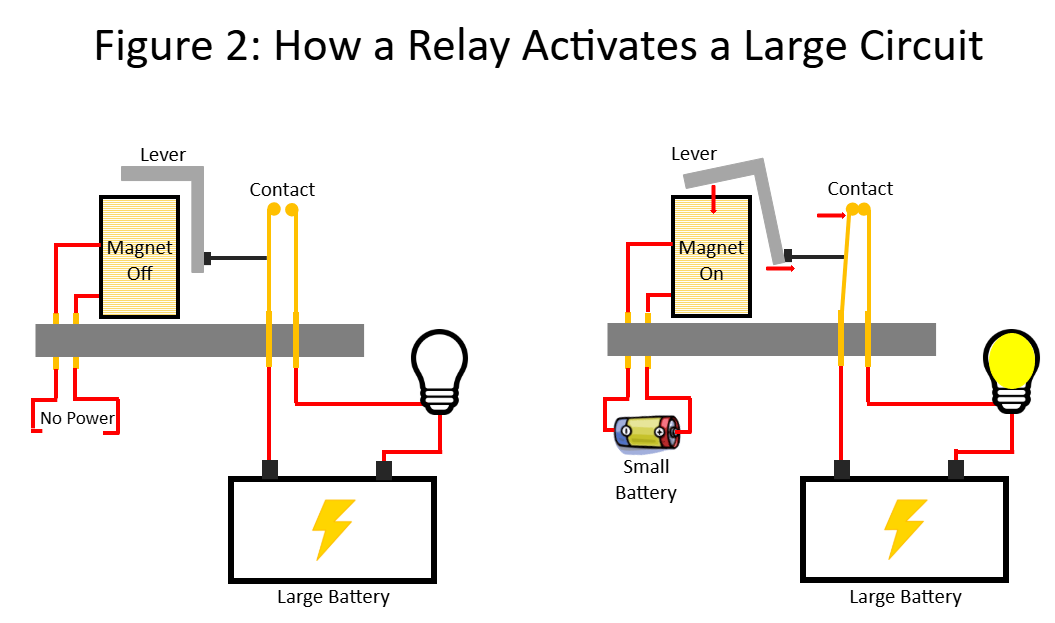 Figure 2: How a Relay Activates a Large Circuit
Lever
Contact
Magnet
Off
No Power
Large Battery
Lever
Contact
Magnet
On
Small
Battery
Large Battery